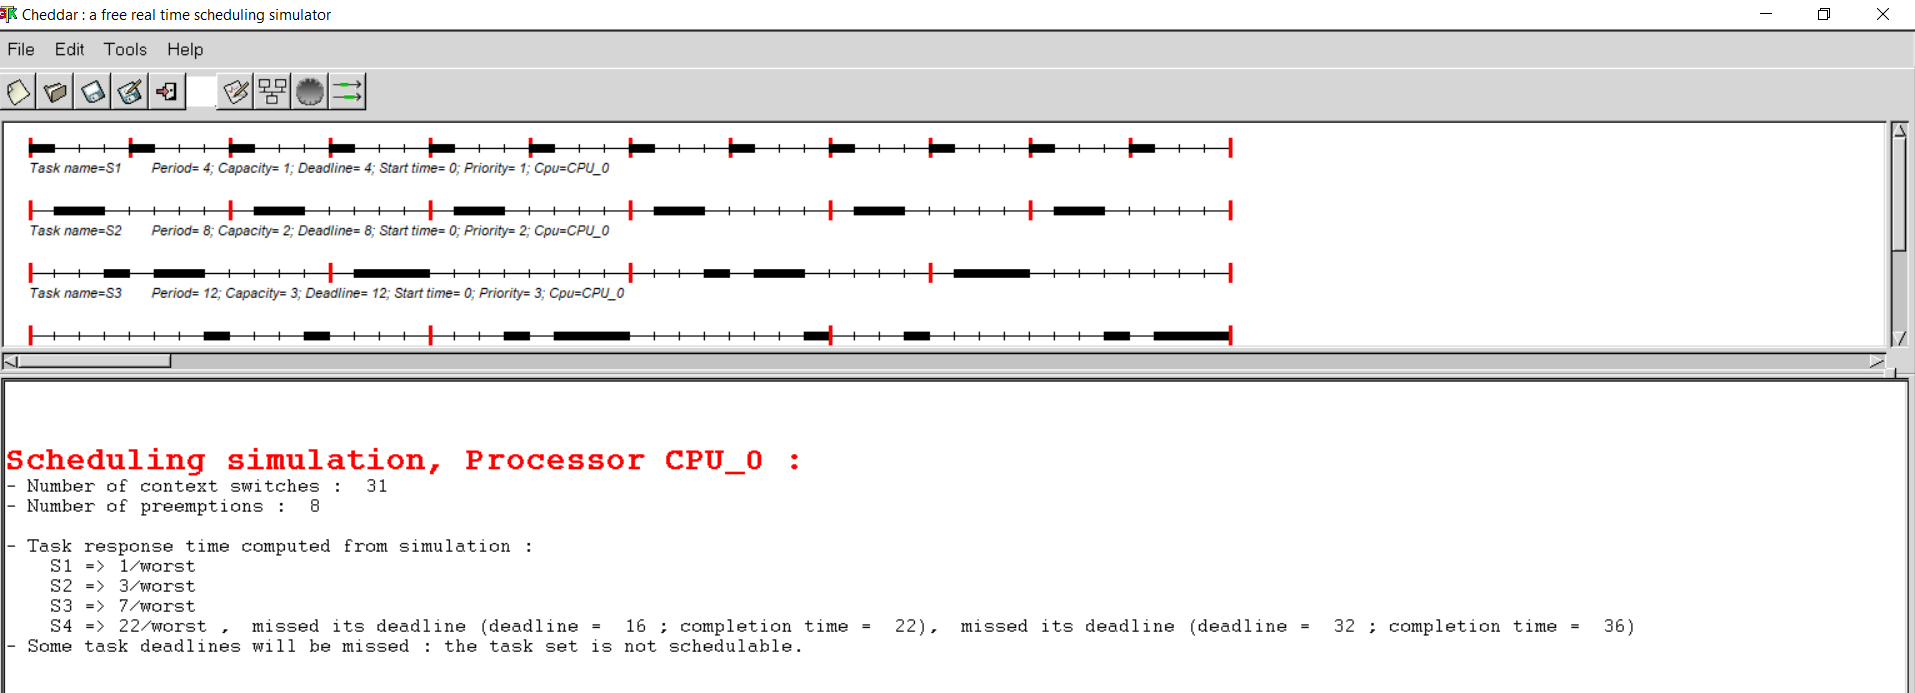 Cheddar : a free real time scheduling simulator
File Edit Tools Help
Task name=S1 Period= 4; Capacity= 1; Deadline= 4; Start time= 0; Priority= 1; Cpu=CPU_0
Task name=S2 Period= 8; Capacity= 2; Deadline= 8; Start time= 0; Priority= 2; Cpu=CPU_0
Task name=S3 Period= 12; Capacity= 3; Deadline= 12; Start time= 0; Priority= 3; Cpu=CPU_0
Scheduling simulation, Processor CPU_0 :
- Number of context switches : 31
- Number of preemptions : 8
- Task response time computed from simulation :
S1 => 1/worst
S2 => 3/worst
S3 => 7/worst
S4 => 22/worst , missed its deadline (deadline = 16 ; completion time = 22), missed its deadline (deadline = 32 ; completion time = 36)
- Some task deadlines will be missed : the task set is not schedulable.